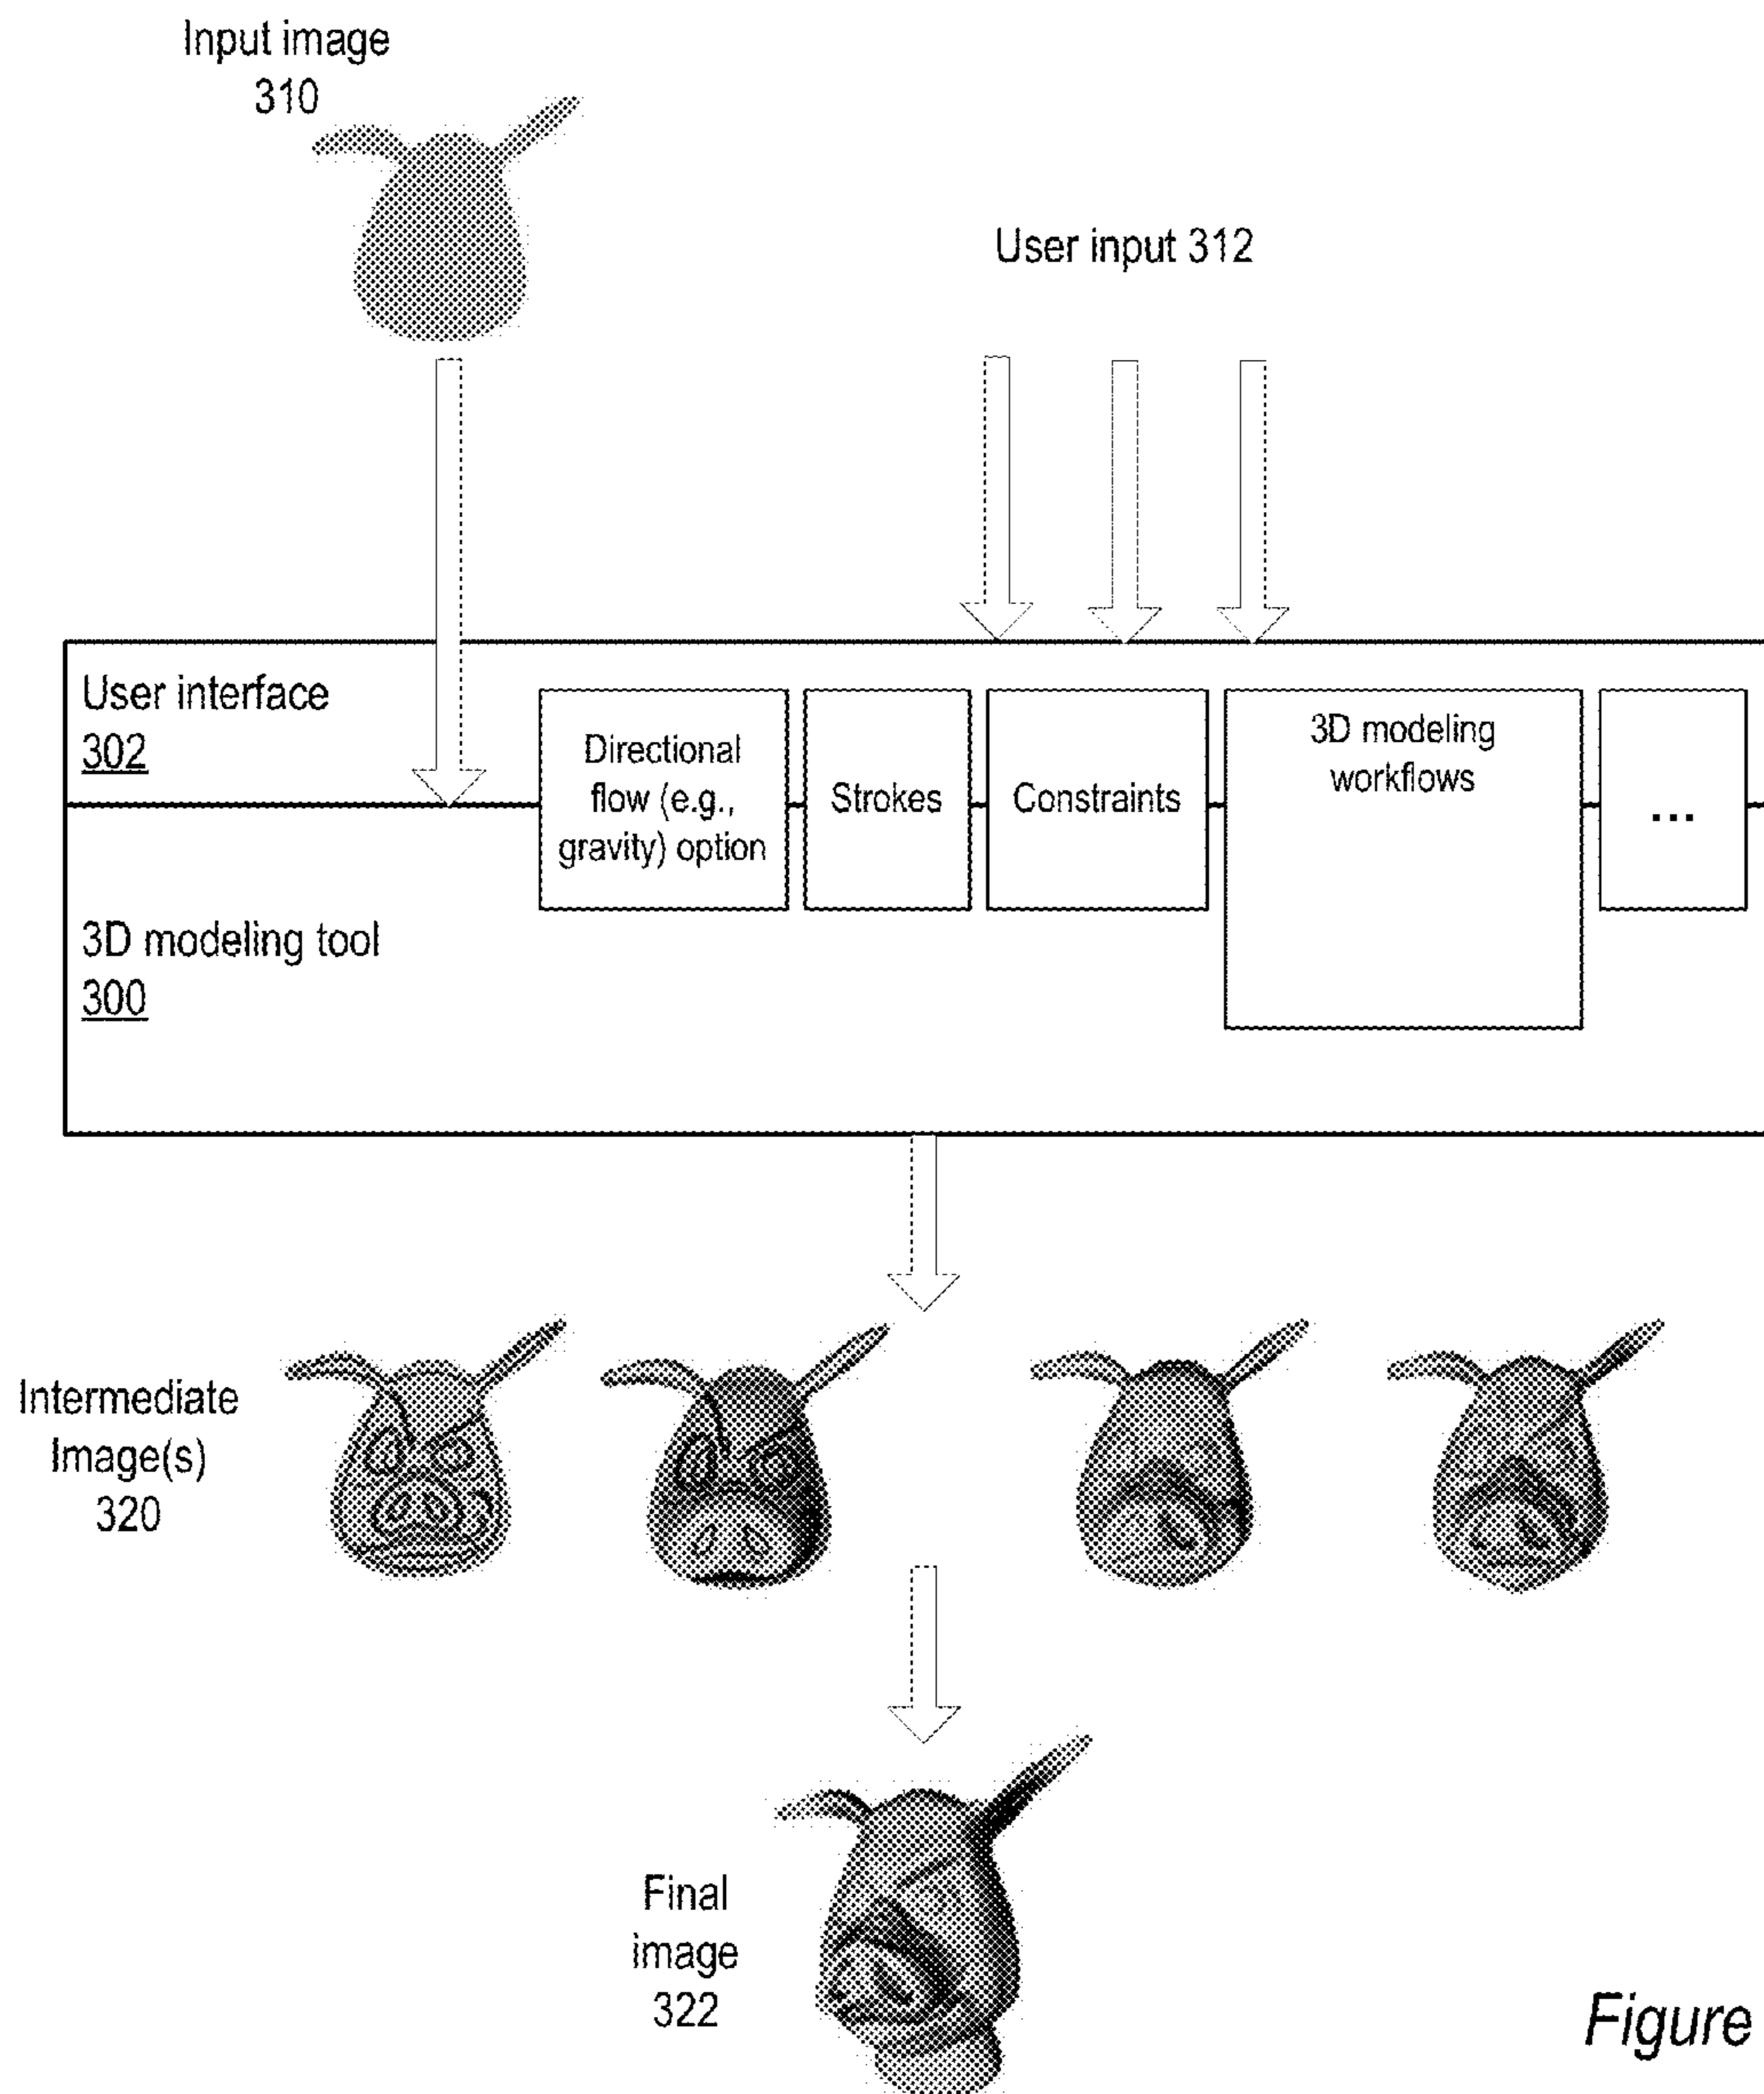 Input image
310
User input 312
User interface
302
Directional
flow (e.g.,
gravity) option
Strokes
Constraints
3D modeling
workflows
...
3D modeling tool
300
Intermediate
Image(s)
320
Final
image
322
Figure